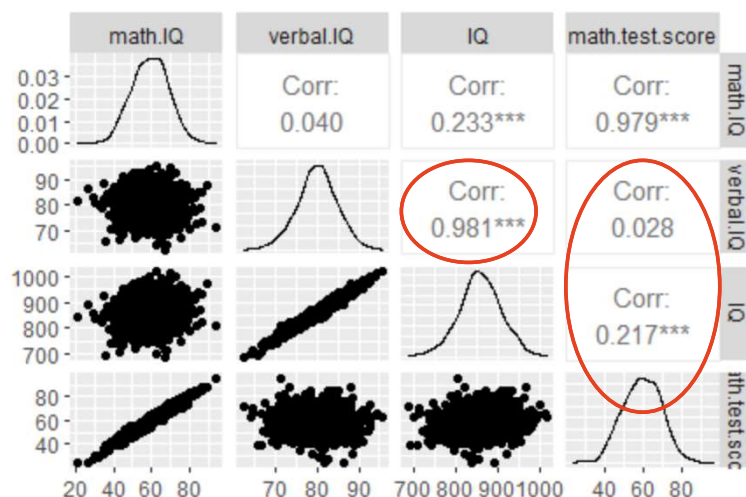 math.IQ verbal.IQ IQ math.test.score
0.03
0.02
0.01
0.00
Corr:
0.040
Corr:
0.233***
Corr:
0.979***
math.IQ
90
80
70
Corr:
0.981***
Corr:
0.028
verbal.IQ
1000
900
800
700
Corr:
0.217***
IQ
80
60
40
ath.test.sco
20 40 60 80 70 80 90 700 800 900 1000 40 60 80